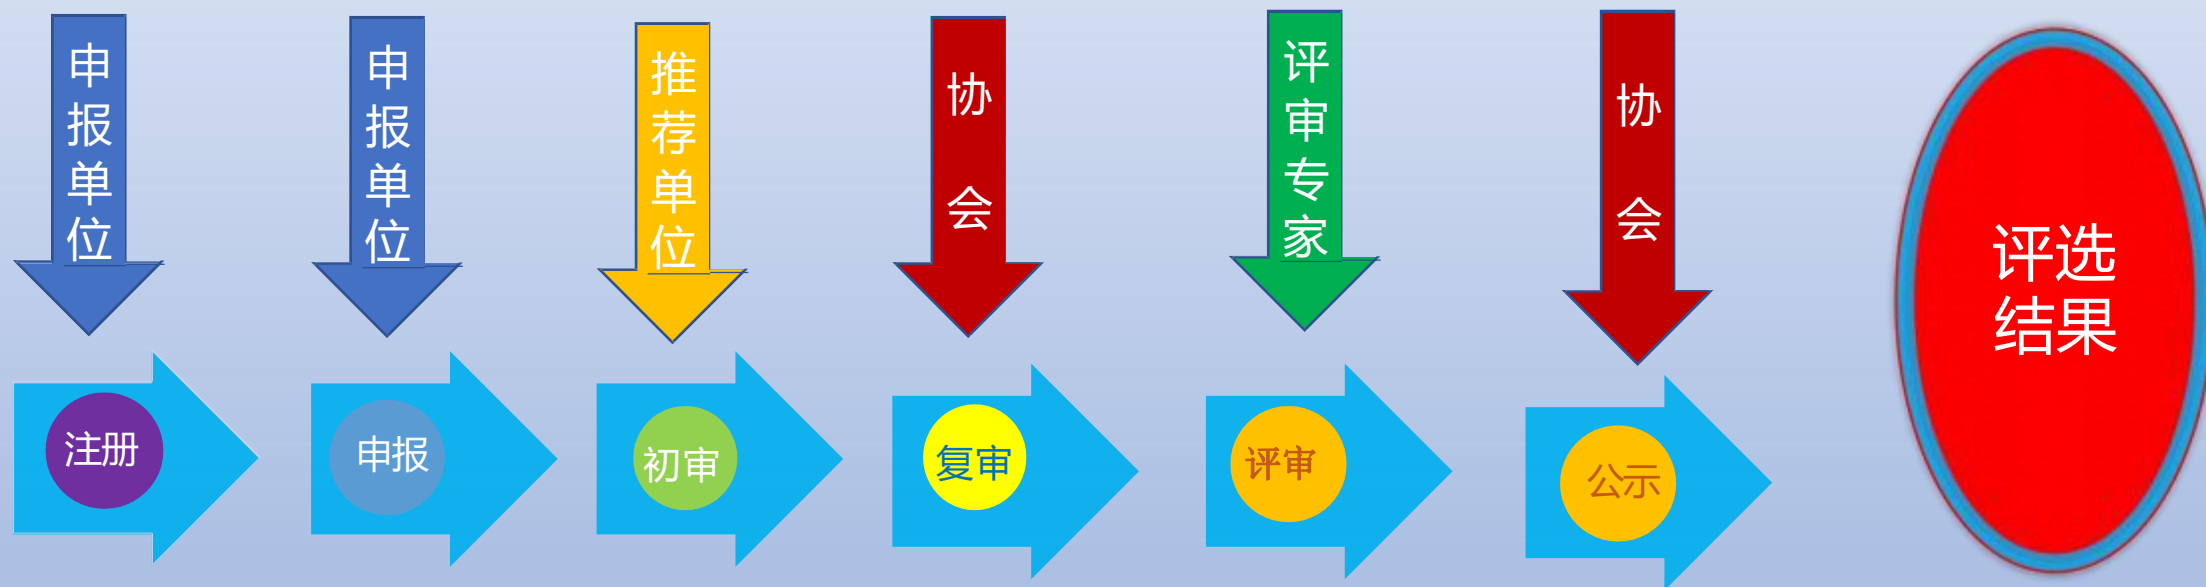 申报单位
申报单位
推荐单位
协会
评审专家
协会
评选
结果
注册
申报
初审
复审
评审
公示